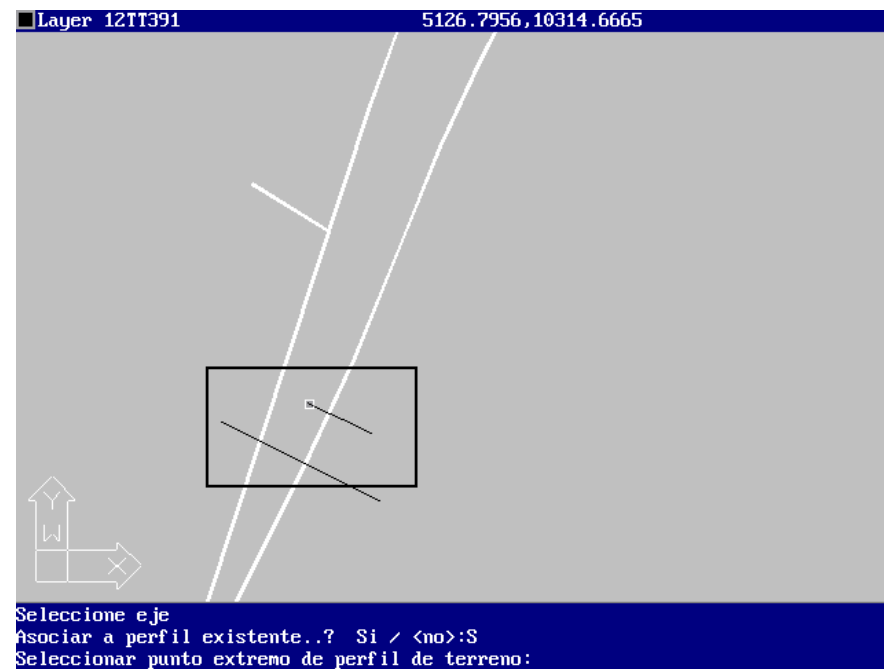 Layer 12TT391 5126.7956,10314.6665
Y
W
X
Seleccione eje
Asociar a perfil existente..? Si / <no>:S
Seleccionar punto extremo de perfil de terreno: